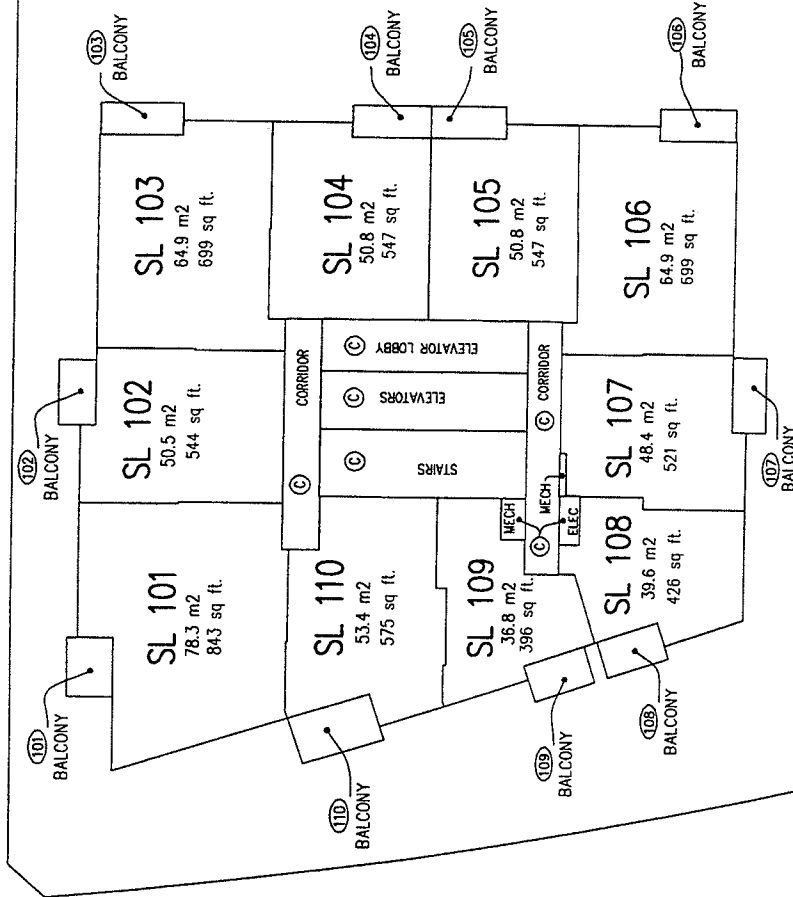 101
BALCONY
102
BALCONY
103
BALCONY
104
BALCONY
105
BALCONY
106
BALCONY
107
BALCONY
108
BALCONY
109
BALCONY
110
BALCONY
SL 101
78.3 m2
843 sq ft.
SL 102
50.5 m2
544 sq ft.
SL 103
64.9 m2
699 sq ft.
SL 104
50.8 m2
547 sq ft.
SL 105
50.8 m2
547 sq ft.
SL 106
64.9 m2
699 sq ft.
SL 107
48.4 m2
521 sq ft.
SL 108
39.6 m2
426 sq ft.
SL 109
36.8 m2
396 sq ft.
SL 110
53.4 m2
575 sq ft.
C
CORRIDOR
C
STAIRS
C
ELEVATORS
C
ELEVATOR LOBBY
C
CORRIDOR
MECH
MECH
C
ELEC